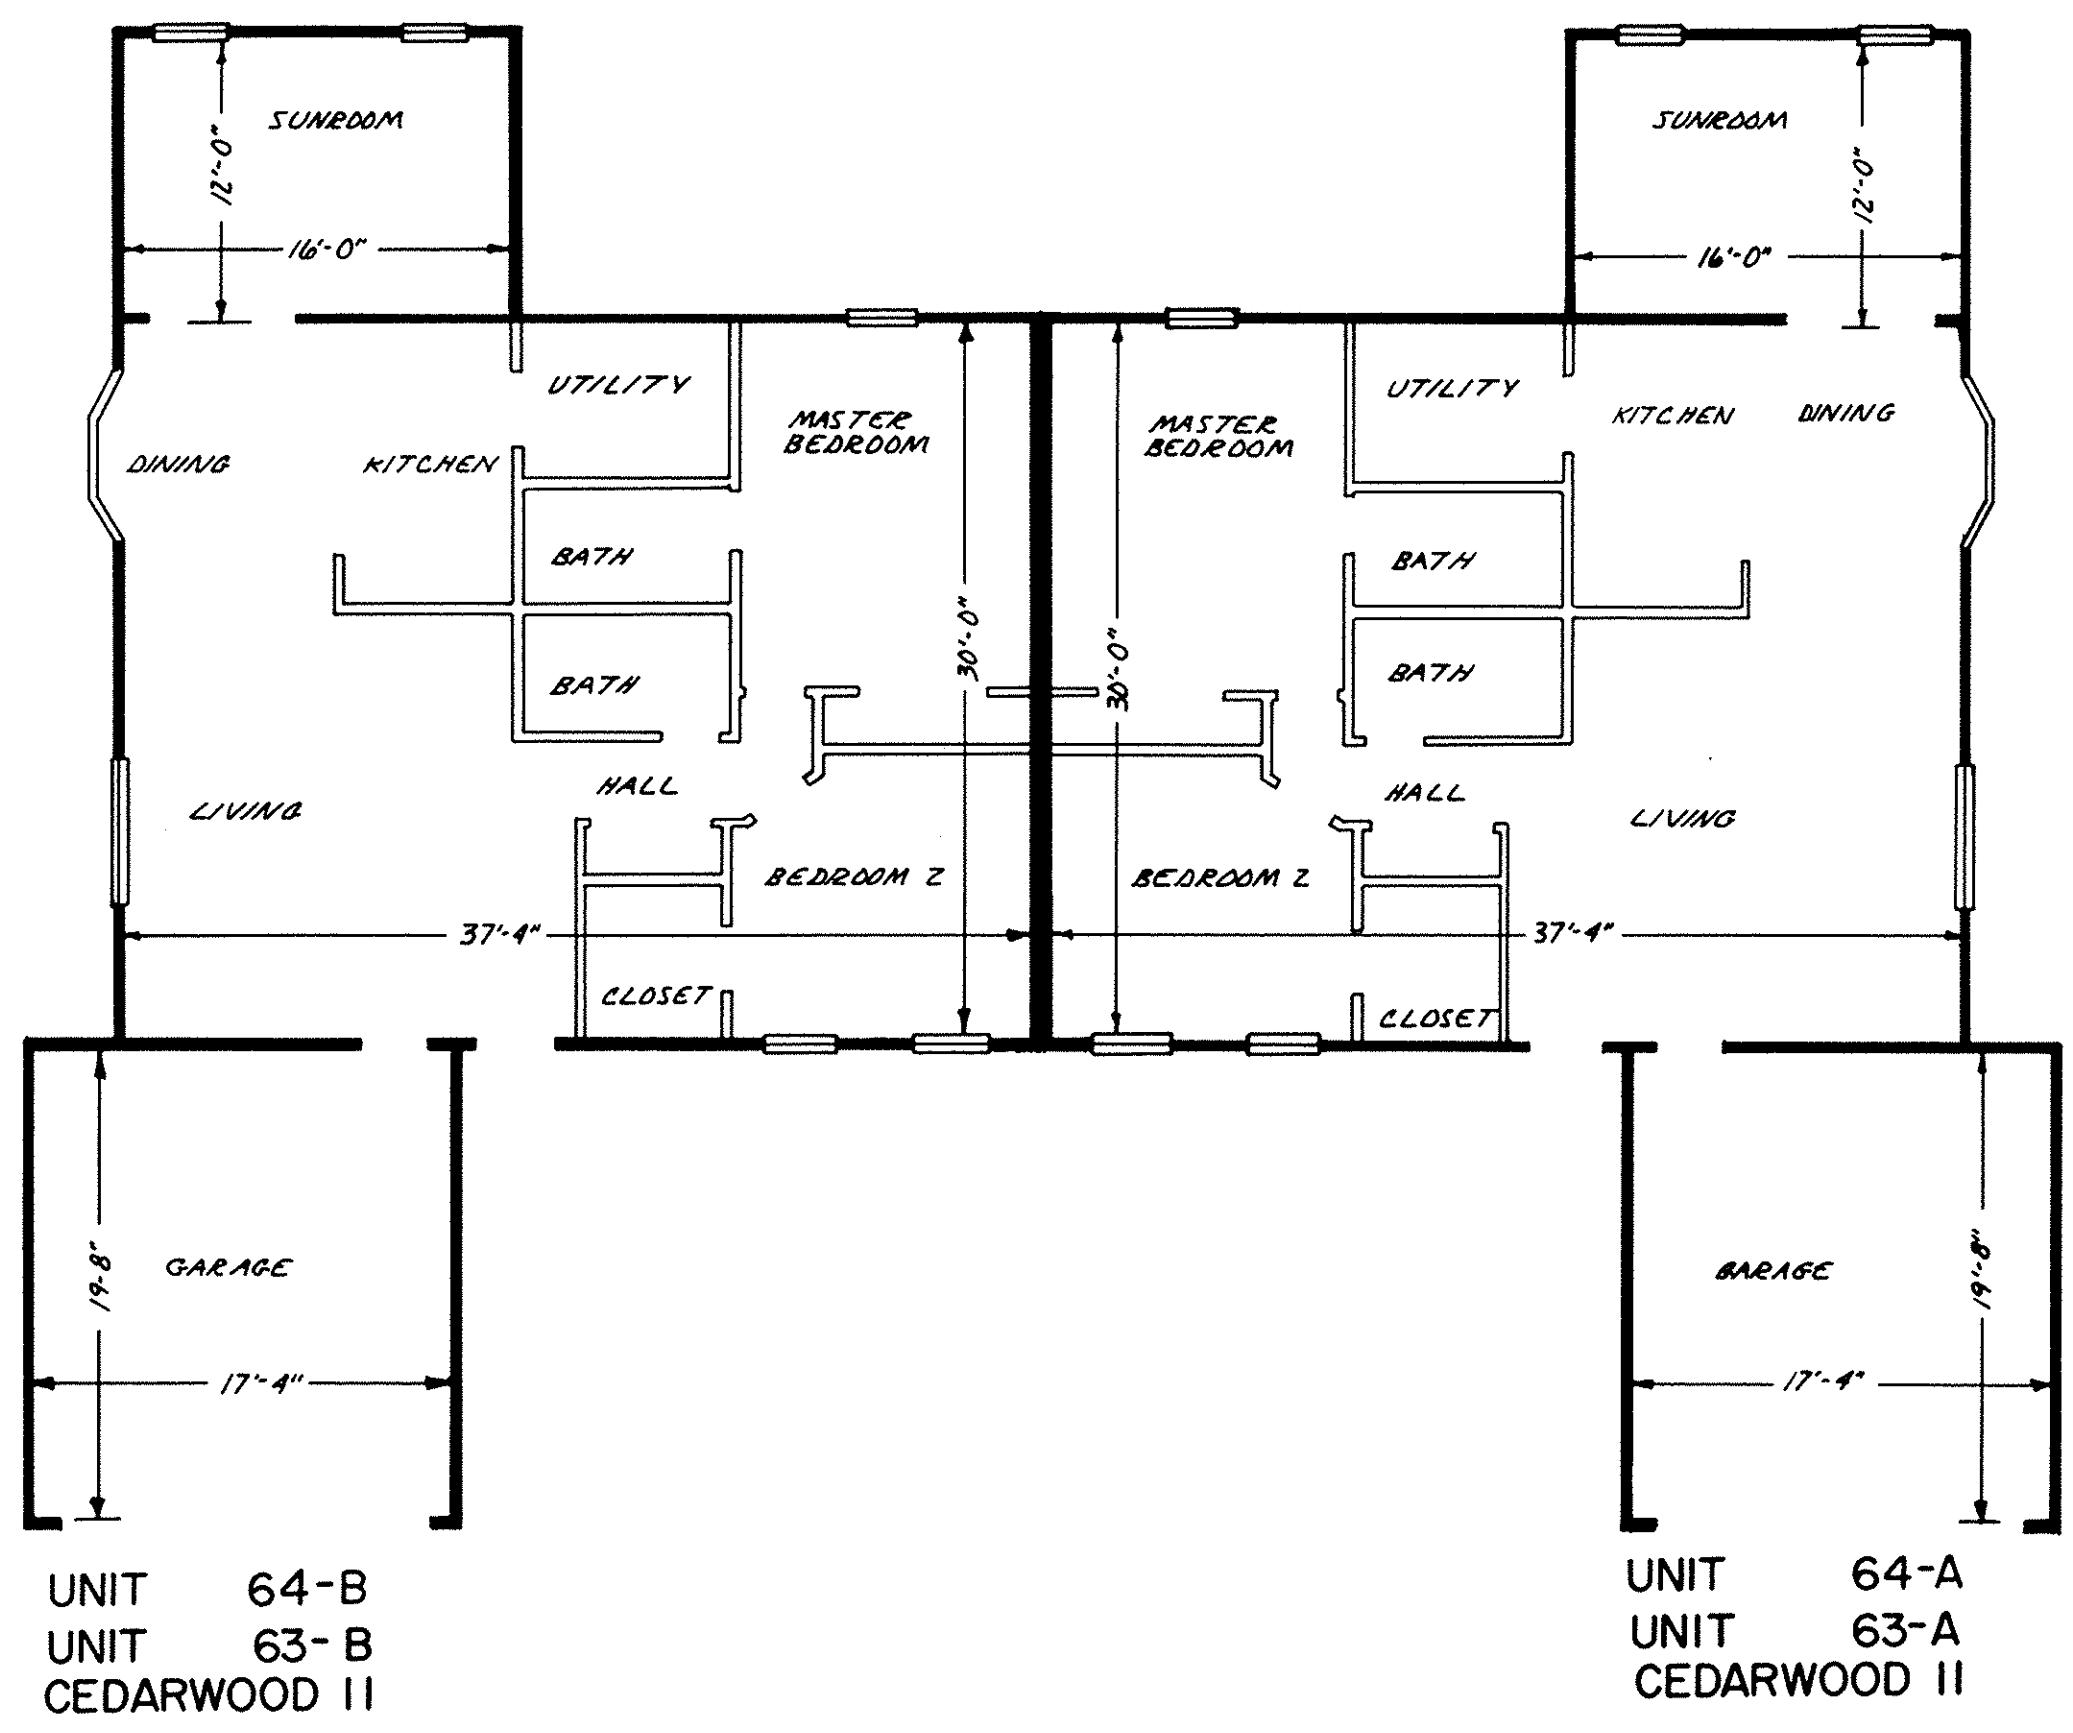 SUNROOM
SUNROOM
12'-0"
12'-0"
16'-0"
16'-0"
UTILITY
UTILITY
MASTER
BEDROOM
MASTER
BEDROOM
KITCHEN
DINING
DINING
KITCHEN
BATH
BATH
30'-0"
30'-0"
BATH
BATH
HALL
HALL
LIVING
LIVING
BEDROOM 2
BEDROOM 2
37'-4"
37'-4"
CLOSET
CLOSET
GARAGE
GARAGE
19-8"
19'-8"
17'-4"
17'-4"
UNIT 64-B
UNIT 63-B
CEDARWOOD II
UNIT 64-A
UNIT 63-A
CEDARWOOD II